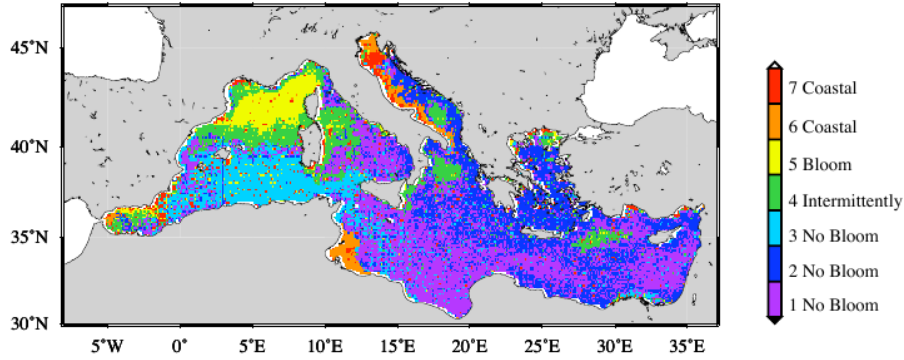 45°N
40°N
35°N
30°N
5°W 0° 5°E 10°E 15°E 20°E 25°E 30°E 35°E
7 Coastal
6 Coastal
5 Bloom
4 Intermittently
3 No Bloom
2 No Bloom
1 No Bloom